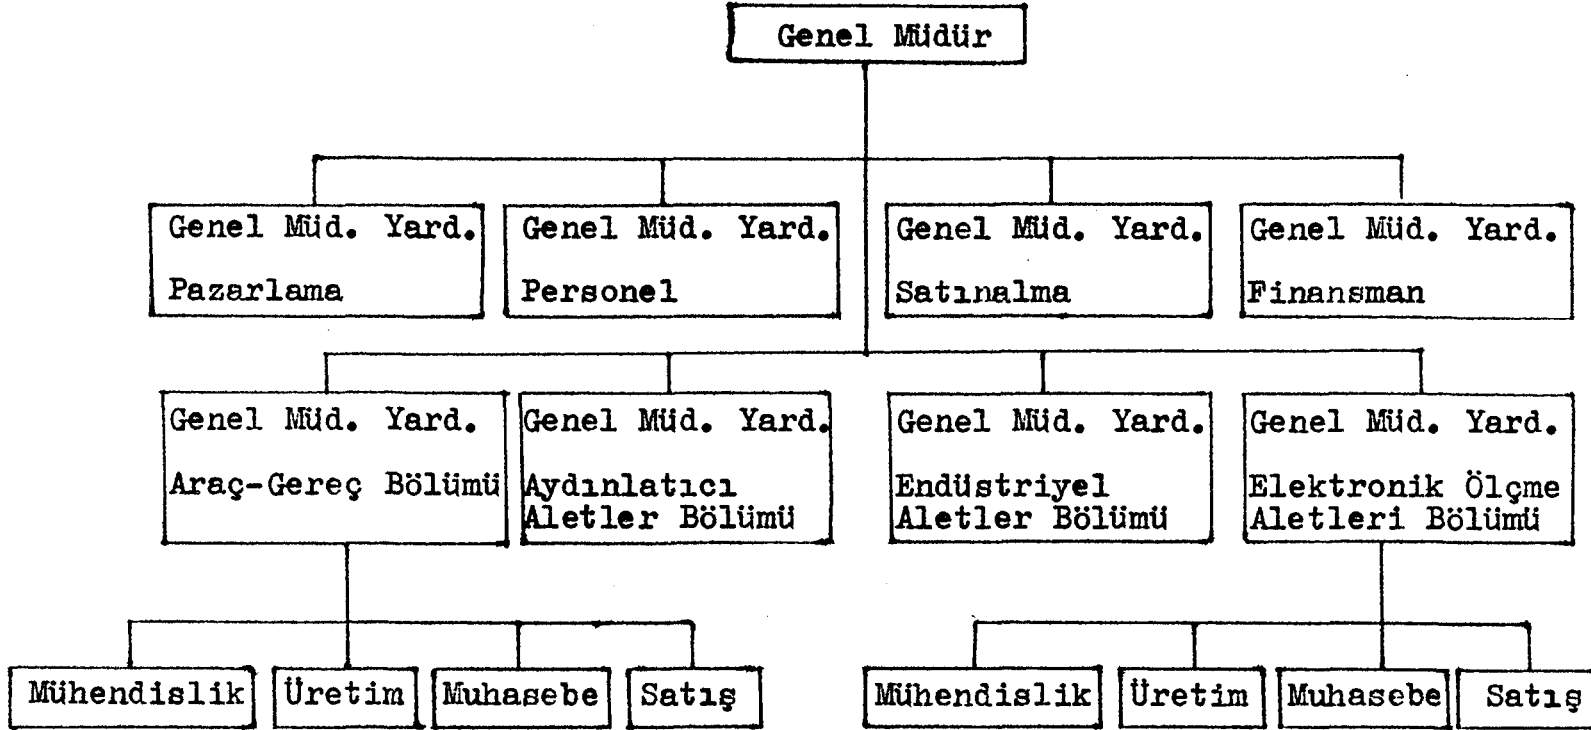 Genel Müdür
Genel Müd. Yard.
Pazarlama
Genel Müd. Yard.
Personel
Genel Müd. Yard.
Satınalma
Genel Müd. Yard.
Finansman
Genel Müd. Yard.
Araç-Gereç Bölümü
Genel Müd. Yard.
Aydınlatıcı
Aletler Bölümü
Genel Müd. Yard.
Endüstriyel
Aletler Bölümü
Genel Müd. Yard.
Elektronik Ölçme
Aletleri Bölümü
Mühendislik
Üretim
Muhasebe
Satış
Mühendislik
Üretim
Muhasebe
Satış